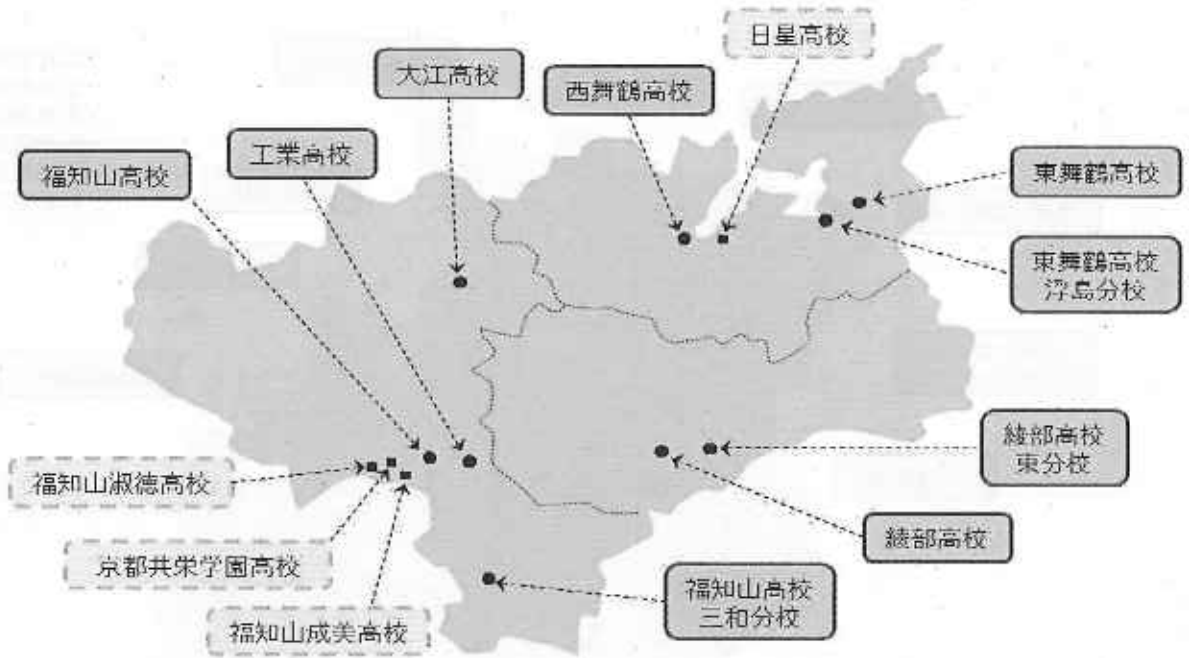 日星高校
大江高校
西舞鶴高校
工業高校
福知山高校
東舞鶴高校
東舞鶴高校
浮島分校
綾部高校
東分校
福知山淑徳高校
綾部高校
京都共栄学園高校
福知山高校
三和分校
福知山成美高校